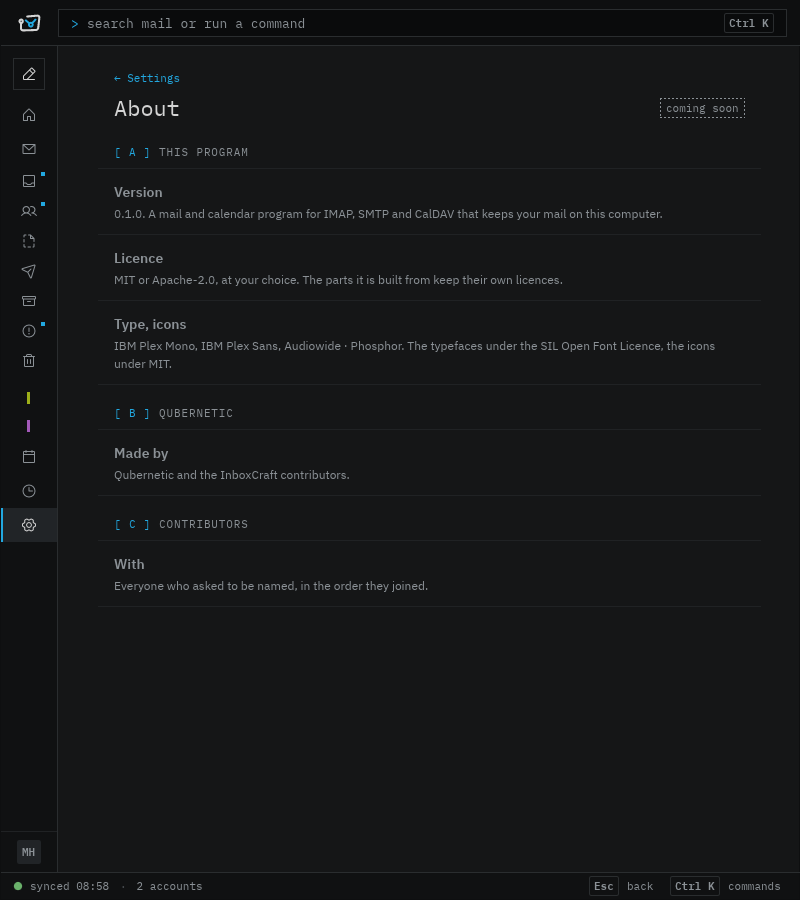 > search mail or run a command
Ctrl K
← Settings
About
coming soon
[ A ] THIS PROGRAM
Version
0.1.0. A mail and calendar program for IMAP, SMTP and CalDAV that keeps your mail on this computer.
Licence
MIT or Apache-2.0, at your choice. The parts it is built from keep their own licences.
Type, icons
IBM Plex Mono, IBM Plex Sans, Audiowide · Phosphor. The typefaces under the SIL Open Font Licence, the icons
under MIT.
[ B ] QUBERNETIC
Made by
Qubernetic and the InboxCraft contributors.
[ C ] CONTRIBUTORS
With
Everyone who asked to be named, in the order they joined.
MH
synced 08:58 · 2 accounts
Esc back Ctrl K commands